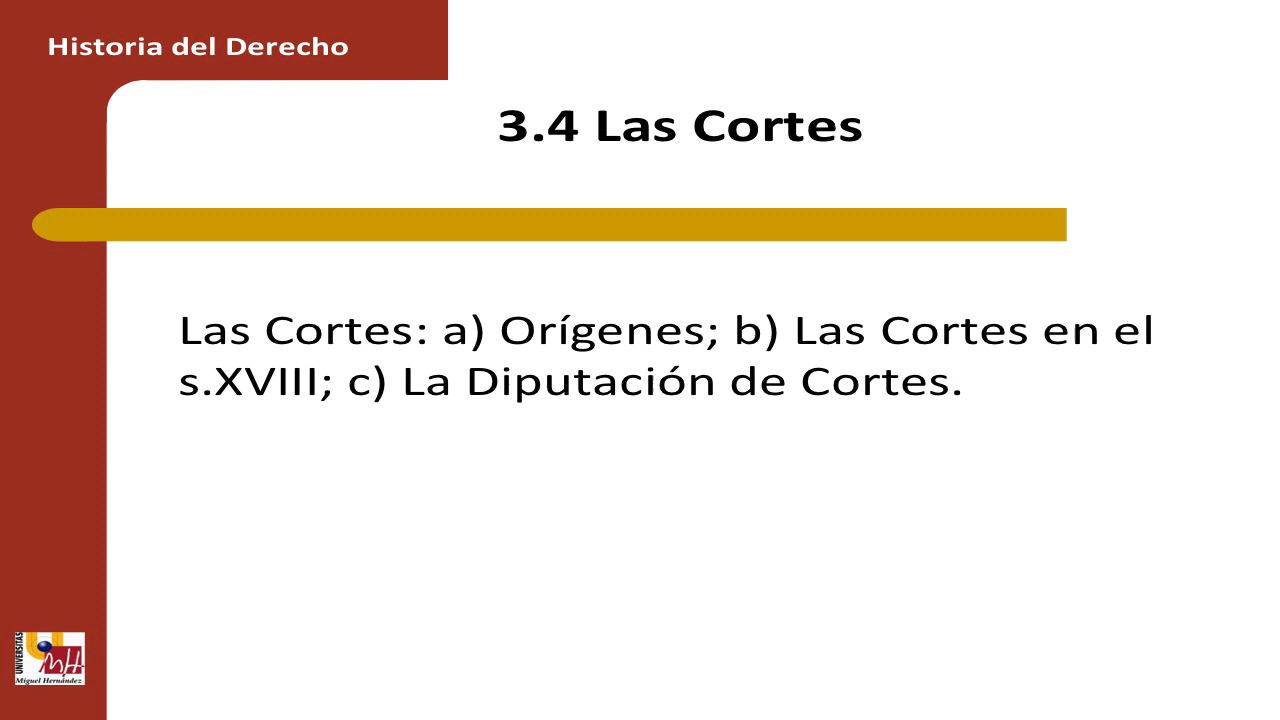 Historia del Derecho
3.4 Las Cortes
Las Cortes: a) Orígenes; b) Las Cortes en el
s.XVIII; c) La Diputación de Cortes.
UNIVERSITAS
MH
Miguel Hernández